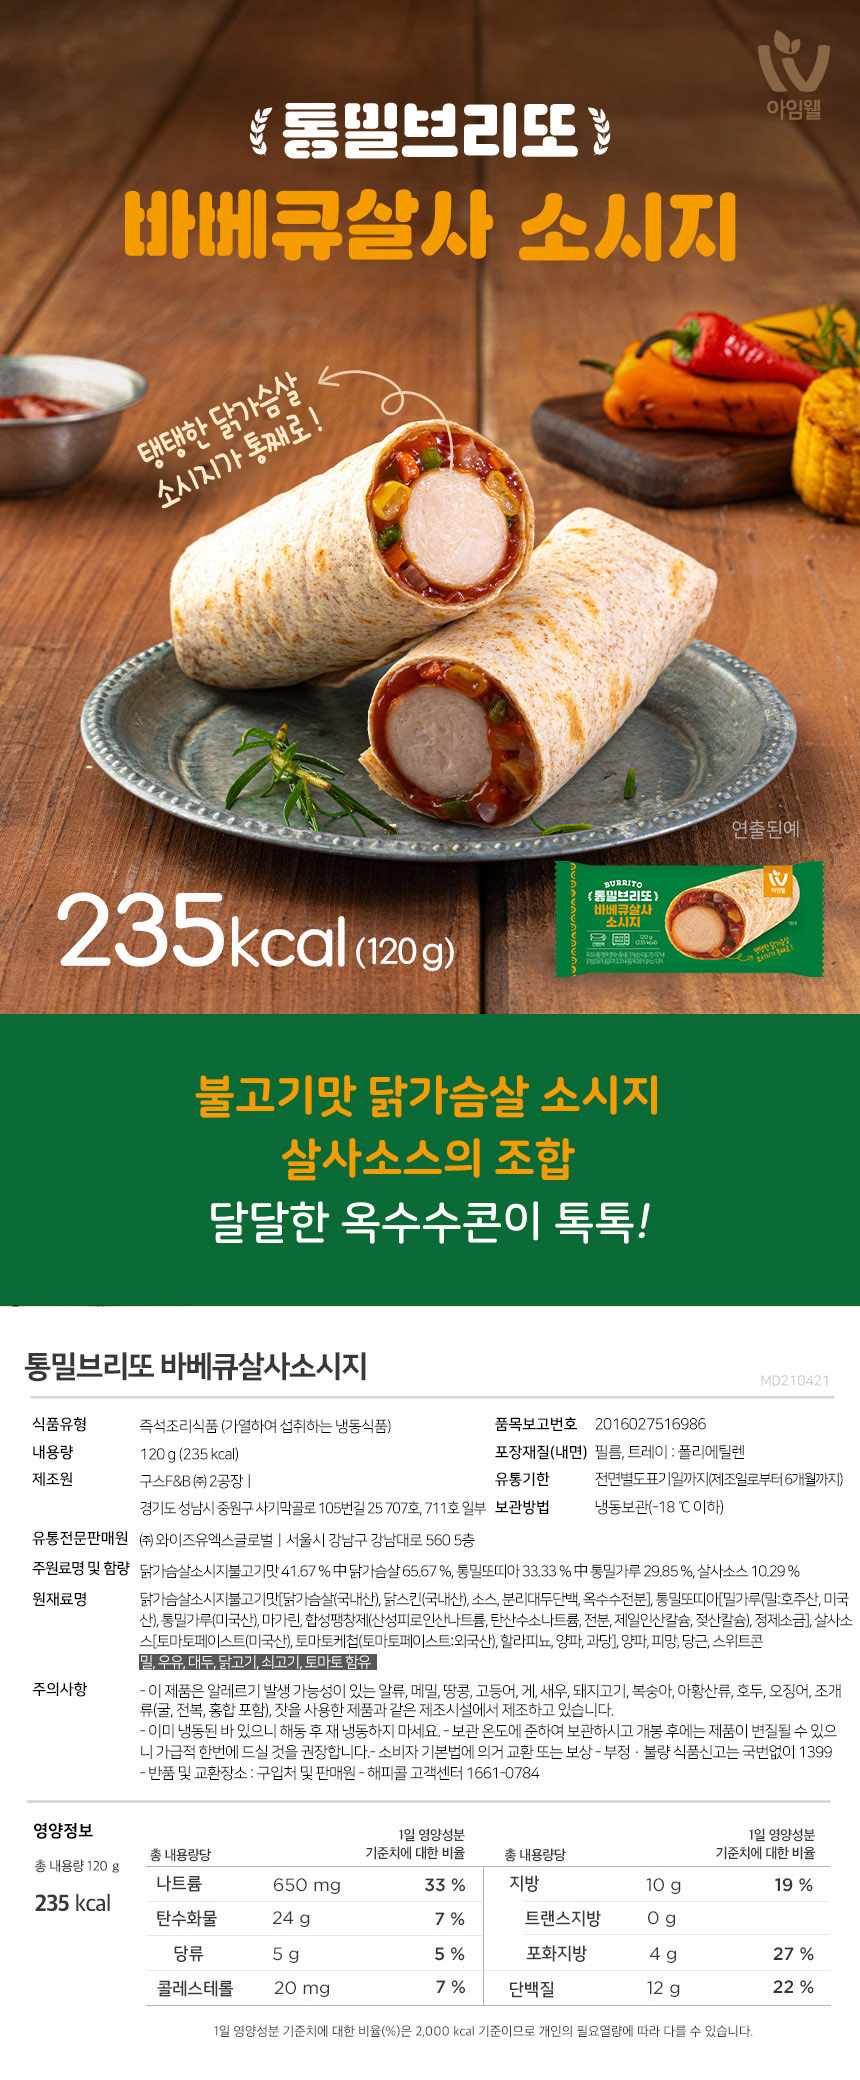 아임웰
통밀브리또
바베큐살사 소시지
탱탱한 닭가슴살
소시지가 통째로!
연출된예
235kcal (120 g)
BURRITO
통밀브리또
바베큐살사
소시지
아임웰
120 g
(235 kcal)
탱탱한 닭가슴살
소시지가 통째로!
불고기맛 닭가슴살 소시지
살사소스의 조합
달달한 옥수수콘이 톡톡!
통밀브리또 바베큐살사소시지
MD210421
식품유형 즉석조리식품 (가열하여 섭취하는 냉동식품) 품목보고번호 2016027516986
내용량 120 g (235 kcal) 포장재질(내면) 필름, 트레이 : 폴리에틸렌
제조원 구스F&B ㈜ 2공장 | 유통기한 전면별도표기일까지(제조일로부터 6개월까지)
경기도 성남시 중원구 사기막골로 105번길 25 707호, 711호 일부 보관방법 냉동보관(-18 ℃ 이하)
유통전문판매원 ㈜ 와이즈유엑스글로벌 | 서울시 강남구 강남대로 560 5층
주원료명 및 함량 닭가슴살소시지불고기맛 41.67 % 中 닭가슴살 65.67 %, 통밀또띠아 33.33 % 中 통밀가루 29.85 %, 살사소스 10.29 %
원재료명 닭가슴살소시지불고기맛[닭가슴살(국내산), 닭스킨(국내산), 소스, 분리대두단백, 옥수수전분], 통밀또띠아[밀가루(밀:호주산, 미국
산), 통밀가루(미국산), 마가린, 합성팽창제(산성피로인산나트륨, 탄산수소나트륨, 전분, 제일인산칼슘, 젖산칼슘), 정제소금], 살사소
스[토마토페이스트(미국산), 토마토케첩(토마토페이스트:외국산), 할라피뇨, 양파, 과당], 양파, 피망, 당근, 스위트콘
밀, 우유, 대두, 닭고기, 쇠고기, 토마토 함유
주의사항 - 이 제품은 알레르기 발생 가능성이 있는 알류, 메밀, 땅콩, 고등어, 게, 새우, 돼지고기, 복숭아, 아황산류, 호두, 오징어, 조개
류(굴, 전복, 홍합 포함), 잣을 사용한 제품과 같은 제조시설에서 제조하고 있습니다.
- 이미 냉동된 바 있으니 해동 후 재 냉동하지 마세요. - 보관 온도에 준하여 보관하시고 개봉 후에는 제품이 변질될 수 있으
니 가급적 한번에 드실 것을 권장합니다.- 소비자 기본법에 의거 교환 또는 보상 - 부정 · 불량 식품신고는 국번없이 1399
- 반품 및 교환장소 : 구입처 및 판매원 - 해피콜 고객센터 1661-0784
영양정보
총 내용량 120 g
235 kcal
총 내용량당 1일 영양성분 기준치에 대한 비율 총 내용량당 1일 영양성분 기준치에 대한 비율
나트륨 650 mg 33 % 지방 10 g 19 %
탄수화물 24 g 7 % 트랜스지방 0 g
당류 5 g 5 % 포화지방 4 g 27 %
콜레스테롤 20 mg 7 % 단백질 12 g 22 %
1일 영양성분 기준치에 대한 비율(%)은 2,000 kcal 기준이므로 개인의 필요열량에 따라 다를 수 있습니다.